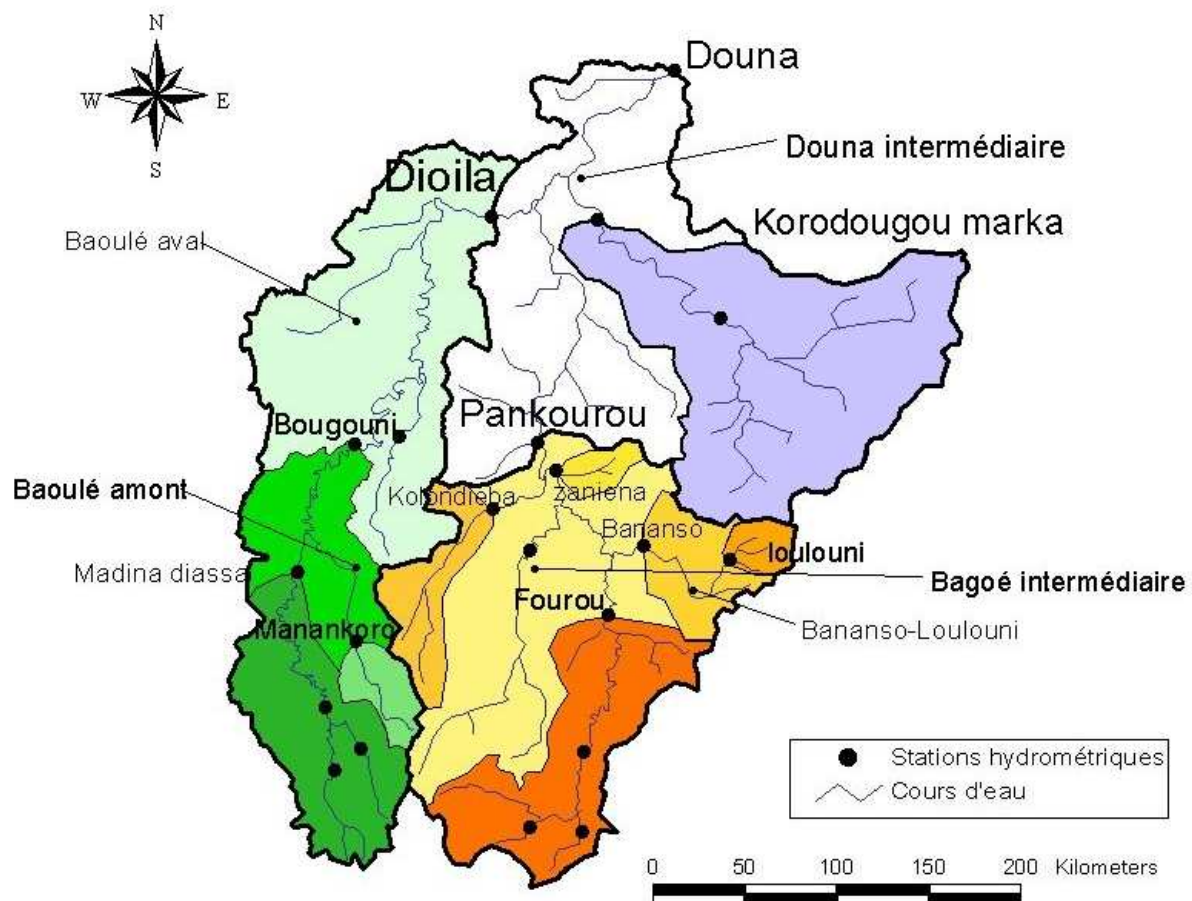 N
W E
S
Douna
Douna intermédiaire
Dioila
Korodougou marka
Baoulé aval
Pankourou
Bougouni
Baoulé amont
Kolondieba
zaniena
Bananso
loulouni
Madina diassa
Bagoé intermédiaire
Fourou
Manankoro
Bananso-Loulouni
Stations hydrométriques
Cours d'eau
0 50 100 150 200 Kilometers